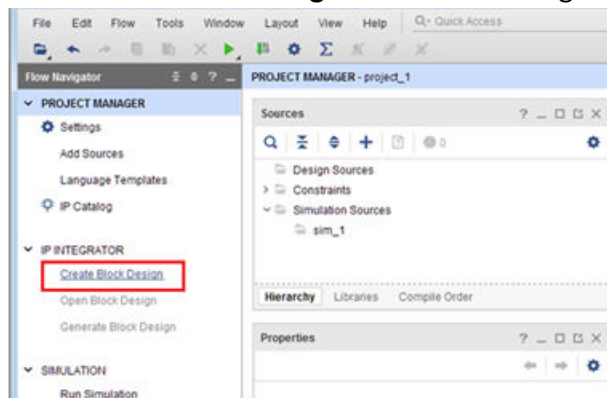 File Edit Flow Tools Window Layout View Help Q- Quick Access
Flow Navigator
PROJECT MANAGER
Settings
Add Sources
Language Templates
IP Catalog
IP INTEGRATOR
Create Block Design
Open Block Design
Generate Block Design
SIMULATION
Run Simulation
PROJECT MANAGER - project_1
Sources
0
Design Sources
Constraints
Simulation Sources
sim_1
Hierarchy Libraries Compile Order
Properties